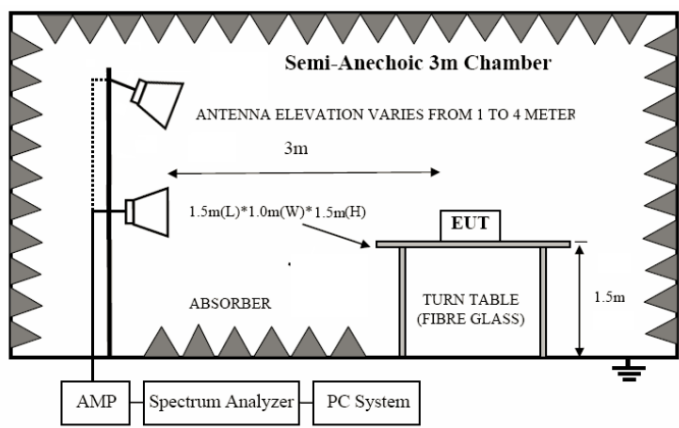 Semi-Anechoic 3m Chamber
ANTENNA ELEVATION VARIES FROM 1 TO 4 METER
3m
1.5m(L)*1.0m(W)*1.5m(H)
EUT
1.5m
ABSORBER
TURN TABLE
(FIBRE GLASS)
AMP
Spectrum Analyzer
PC System